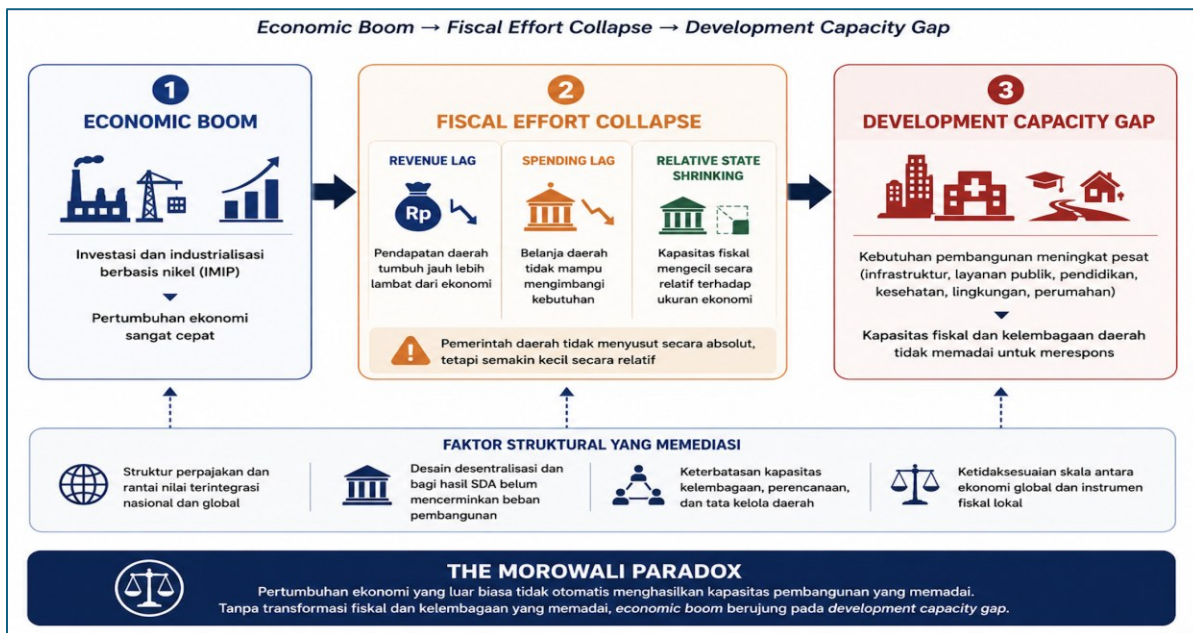 Economic Boom → Fiscal Effort Collapse → Development Capacity Gap
1
ECONOMIC BOOM
Investasi dan industrialisasi
berbasis nikel (IMIP)
Pertumbuhan ekonomi
sangat cepat
2
FISCAL EFFORT COLLAPSE
REVENUE LAG
Rp
Pendapatan daerah
tumbuh jauh lebih
lambat dari ekonomi
SPENDING LAG
Belanja daerah
tidak mampu
mengimbangi
kebutuhan
RELATIVE STATE
SHRINKING
Kapasitas fiskal
mengecil secara
relatif terhadap
ukuran ekonomi
Pemerintah daerah tidak menyusut secara absolut,
tetapi semakin kecil secara relatif
3
DEVELOPMENT CAPACITY GAP
Kebutuhan pembangunan meningkat pesat
(infrastruktur, layanan publik, pendidikan,
kesehatan, lingkungan, perumahan)
Kapasitas fiskal dan kelembagaan daerah
tidak memadai untuk merespons
FAKTOR STRUKTURAL YANG MEMEDIASI
Struktur perpajakan dan
rantai nilai terintegrasi
nasional dan global
Desain desentralisasi dan
bagi hasil SDA belum
mencerminkan beban
pembangunan
Keterbatasan kapasitas
kelembagaan, perencanaan,
dan tata kelola daerah
Ketidaksesuaian skala antara
ekonomi global dan instrumen
fiskal lokal
THE MOROWALI PARADOX
Pertumbuhan ekonomi yang luar biasa tidak otomatis menghasilkan kapasitas pembangunan yang memadai.
Tanpa transformasi fiskal dan kelembagaan yang memadai, economic boom berujung pada development capacity gap.